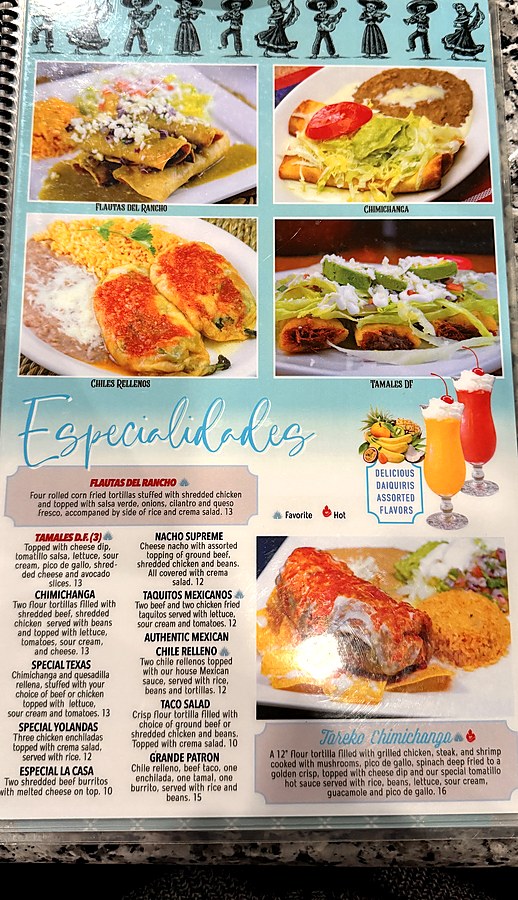 FLAUTAS DEL RANCHO
CHIMICHANGA
CHILES RELLENOS
TAMALES DF
Especialidades
FLAUTAS DEL RANCHO
Four rolled corn fried tortillas stuffed with shredded chicken
and topped with salsa verde, onions, cilantro and queso
fresco, accompanied by side of rice and crema salad. 13
Favorite
Hot
DELICIOUS
DAIQUIRIS
ASSORTED
FLAVORS
TAMALES D.F. (3)
Topped with cheese dip,
tomatillo salsa, lettuce, sour
cream, pico de gallo, shred-
ded cheese and avocado
slices. 13
CHIMICHANGA
Two flour tortillas filled with
shredded beef, shredded
chicken served with beans
and topped with lettuce,
tomatoes, sour cream,
and cheese. 13
SPECIAL TEXAS
Chimichanga and quesadilla
rellena, stuffed with your
choice of beef or chicken
topped with lettuce,
sour cream and tomatoes. 13
SPECIAL YOLANDAS
Three chicken enchiladas
topped with crema salad,
served with rice. 12
ESPECIAL LA CASA
Two shredded beef burritos
with melted cheese on top. 10
NACHO SUPREME
Cheese nacho with assorted
topping of ground beef,
shredded chicken and beans.
All covered with crema
salad. 12
TAQUITOS MEXICANOS
Two beef and two chicken fried
taquitos served with lettuce,
sour cream and tomatoes. 12
AUTHENTIC MEXICAN
CHILE RELLENO
Two chile rellenos topped
with our house Mexican
sauce, served with rice,
beans and tortillas. 12
TACO SALAD
Crisp flour tortilla filled with
choice of ground beef or
shredded chicken and beans.
Topped with crema salad. 10
GRANDE PATRON
Chile relleno, beef taco, one
enchilada, one tamal, one
burrito, served with rice and
beans. 15
Tareko Chimichanga
A 12" flour tortilla filled with grilled chicken, steak, and shrimp
cooked with mushrooms, pico de gallo, spinach deep fried to a
golden crisp, topped with cheese dip and our special tomatillo
hot sauce served with rice, beans, lettuce, sour cream,
guacamole and pico de gallo. 16